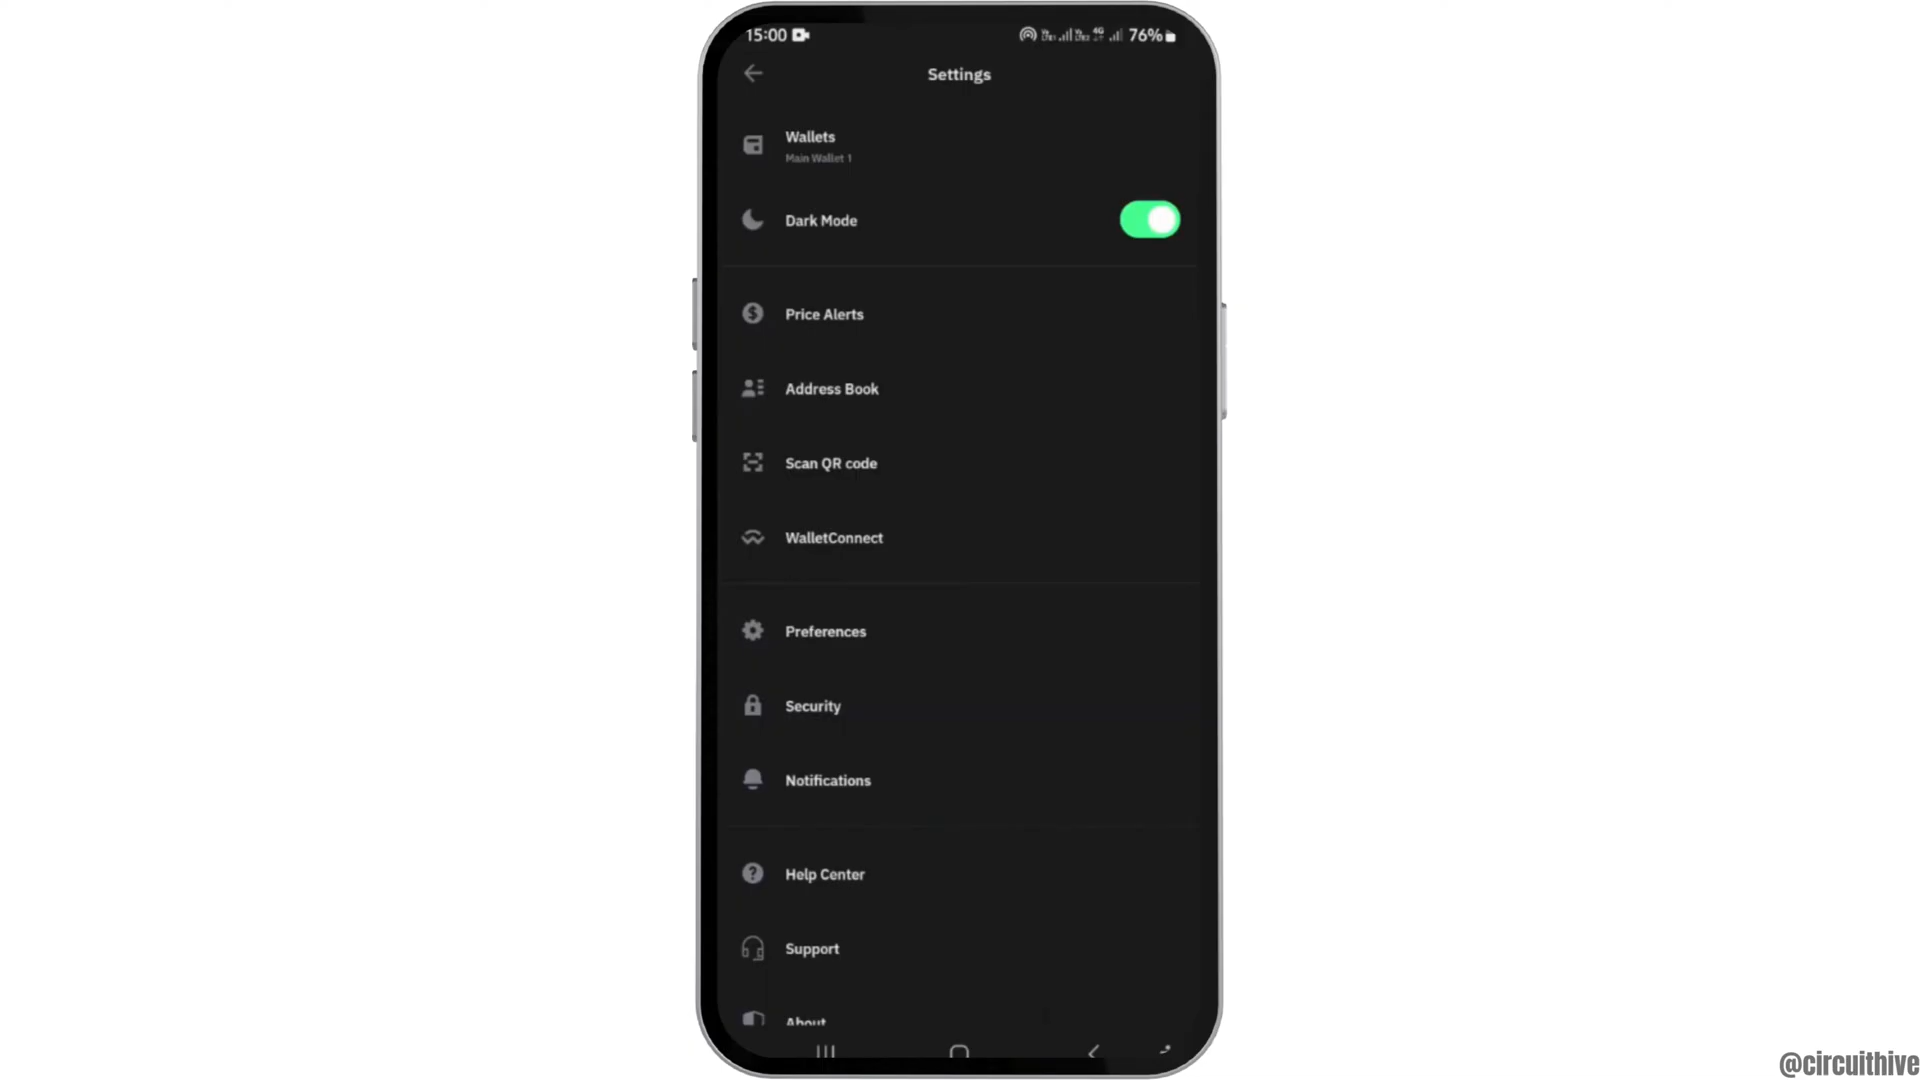 15:00 76%
Settings
Wallets
Main Wallet 1
Dark Mode
Price Alerts
Address Book
Scan QR code
WalletConnect
Preferences
Security
Notifications
Help Center
Support
About
@circuithive